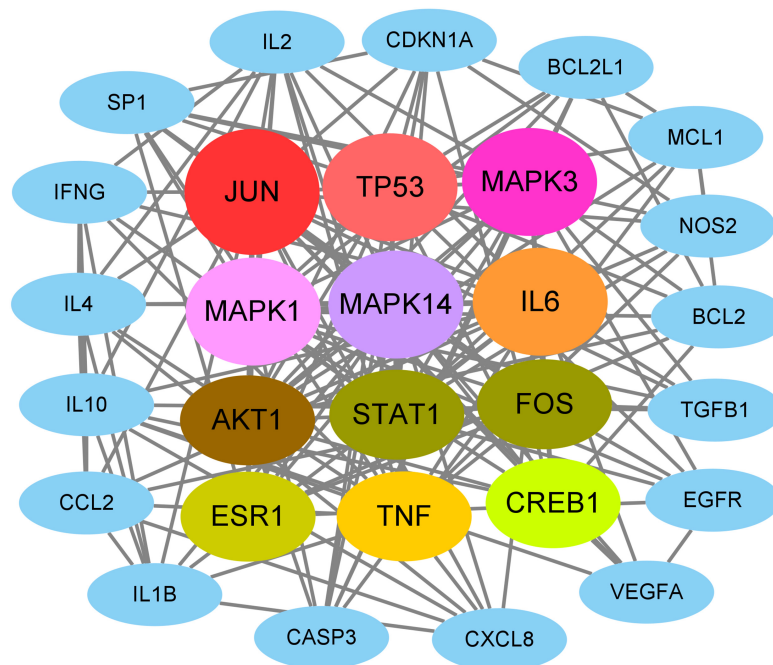 IL2
CDKN1A
BCL2L1
SP1
MCL1
JUN
TP53
MAPK3
IFNG
NOS2
IL4
MAPK1
MAPK14
IL6
BCL2
IL10
AKT1
STAT1
FOS
TGFB1
CCL2
ESR1
TNF
CREB1
EGFR
IL1B
VEGFA
CASP3
CXCL8